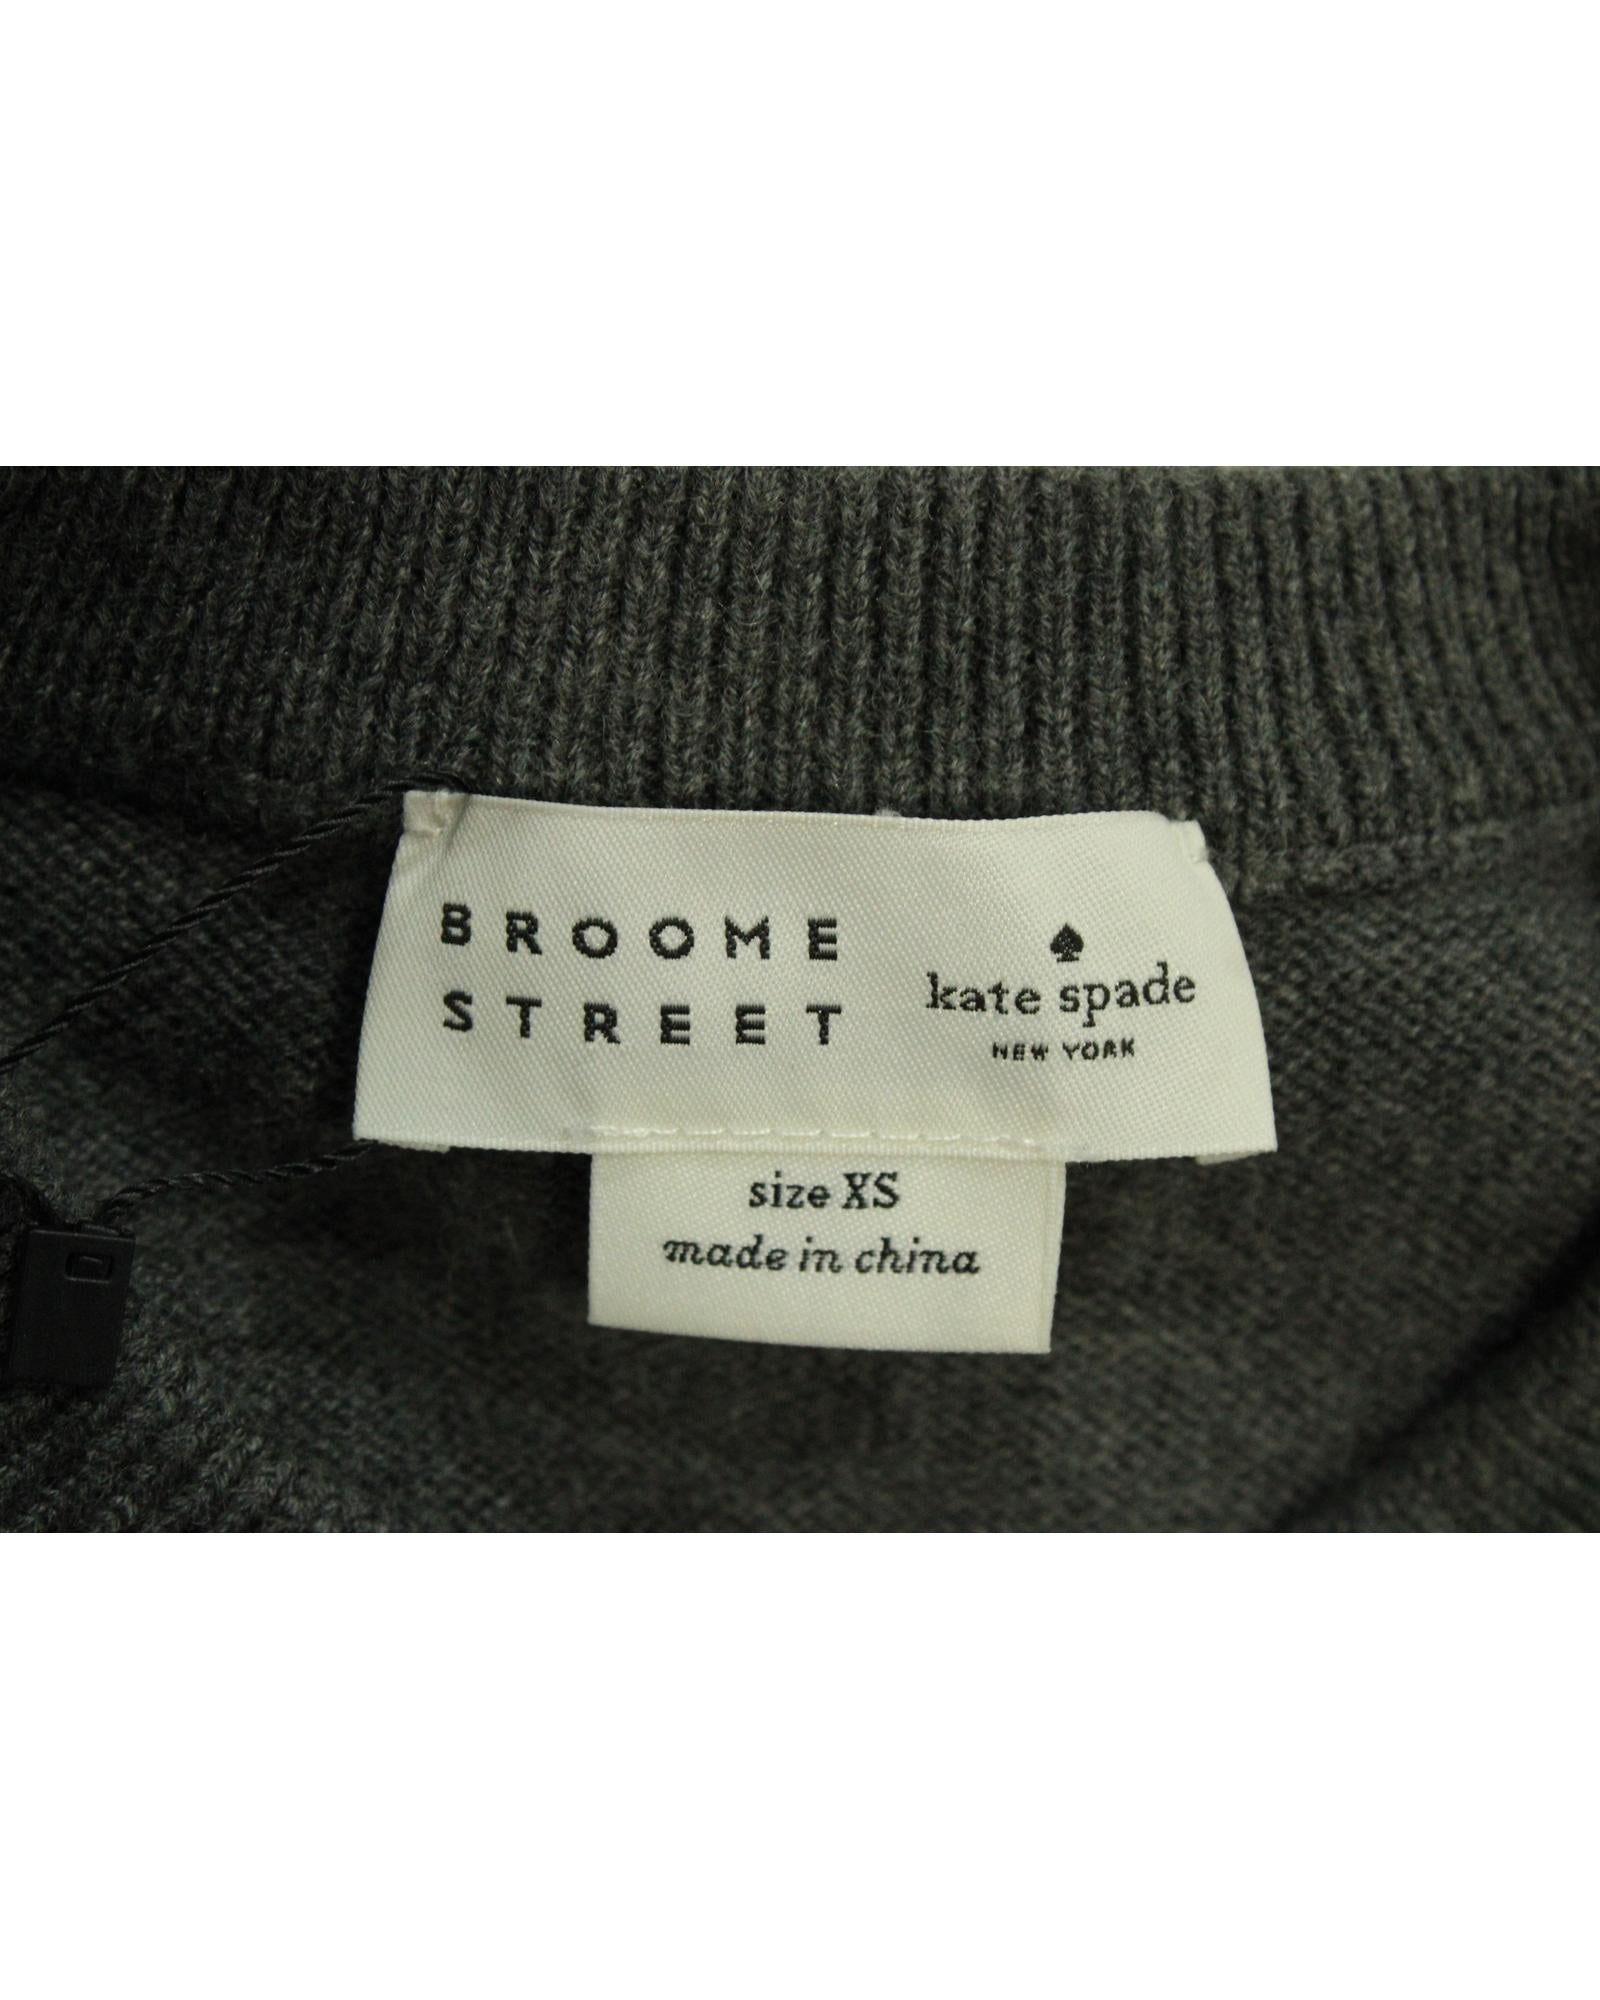 BROOME
STREET
kate spade
NEW YORK
size XS
made in china